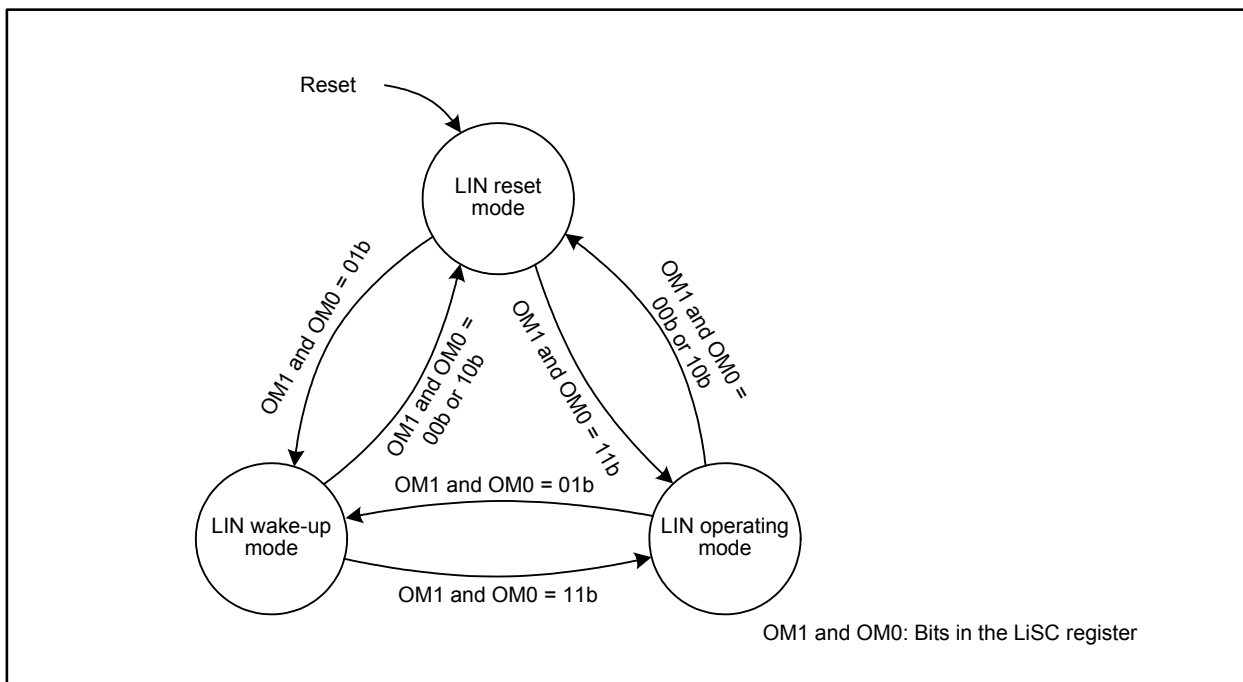 Reset
LIN reset
mode
OM1 and OM0 = 01b
OM1 and OM0 =
00b or 10b
OM1 and OM0 = 11b
OM1 and OM0 =
00b or 10b
OM1 and OM0 = 01b
LIN wake-up
mode
LIN operating
mode
OM1 and OM0 = 11b
OM1 and OM0: Bits in the LiSC register